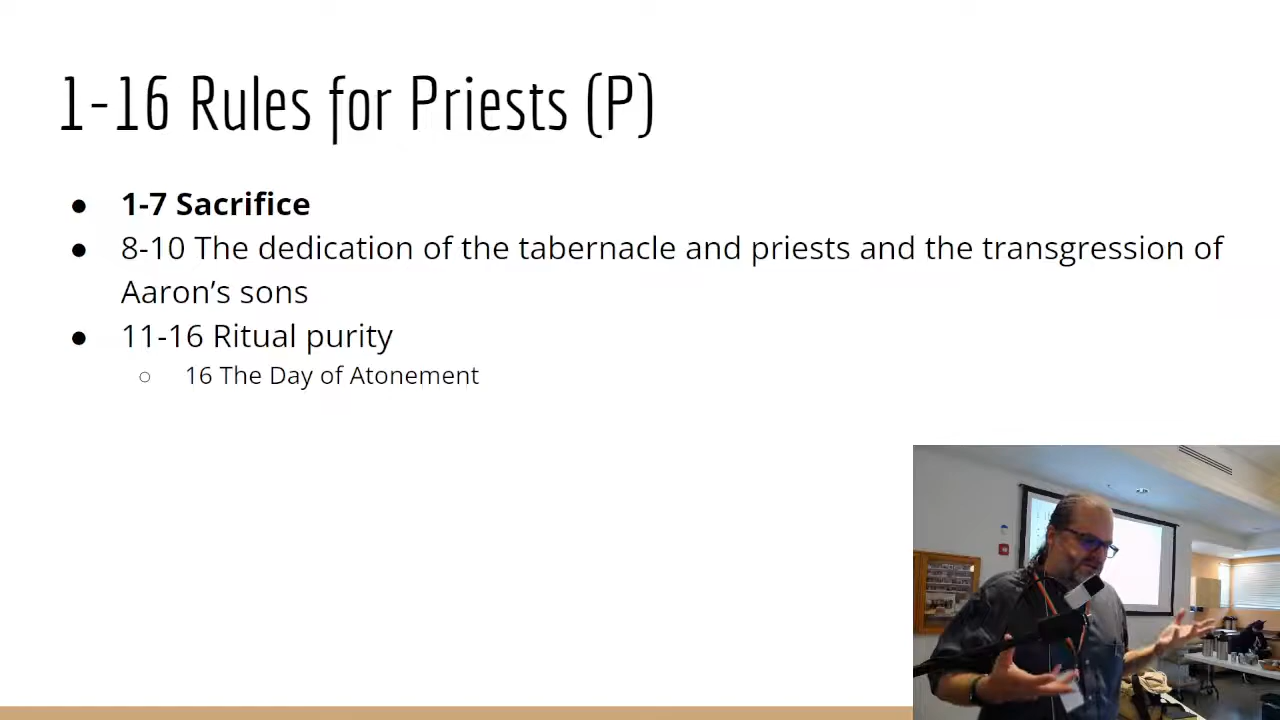 1-16 Rules for Priests (P)
● 1-7 Sacrifice
● 8-10 The dedication of the tabernacle and priests and the transgression of
Aaron’s sons
● 11-16 Ritual purity
○ 16 The Day of Atonement